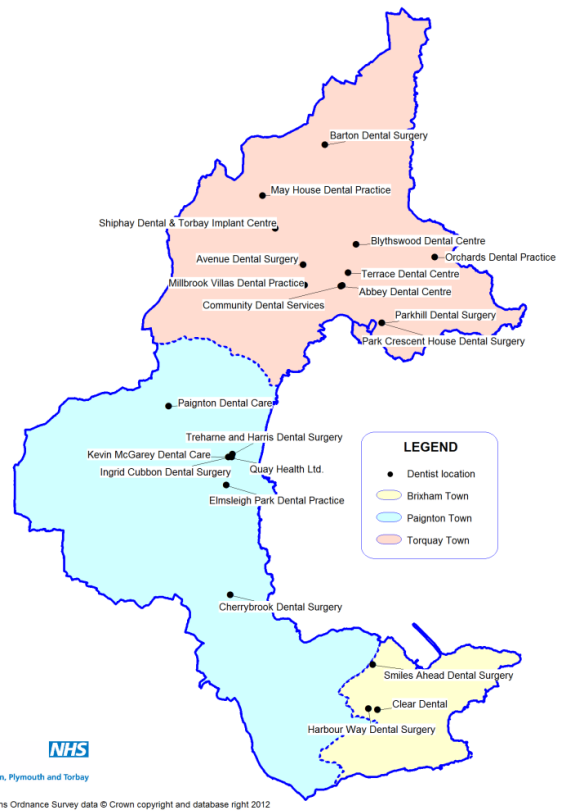 Barton Dental Surgery
May House Dental Practice
Shiphay Dental & Torbay Implant Centre
Blythswood Dental Centre
Orchards Dental Practice
Avenue Dental Surgery
Terrace Dental Centre
Millbrook Villas Dental Practice
Abbey Dental Centre
Community Dental Services
Parkhill Dental Surgery
Park Crescent House Dental Surgery
Paignton Dental Care
Treharne and Harris Dental Surgery
Kevin McGarey Dental Care
Quay Health Ltd.
Ingrid Cubbon Dental Surgery
Elmsleigh Park Dental Practice
LEGEND
Dentist location
Brixham Town
Paignton Town
Torquay Town
Cherrybrook Dental Surgery
Smiles Ahead Dental Surgery
Clear Dental
Harbour Way Dental Surgery
NHS
n, Plymouth and Torbay
ns Ordnance Survey data © Crown copyright and database right 2012